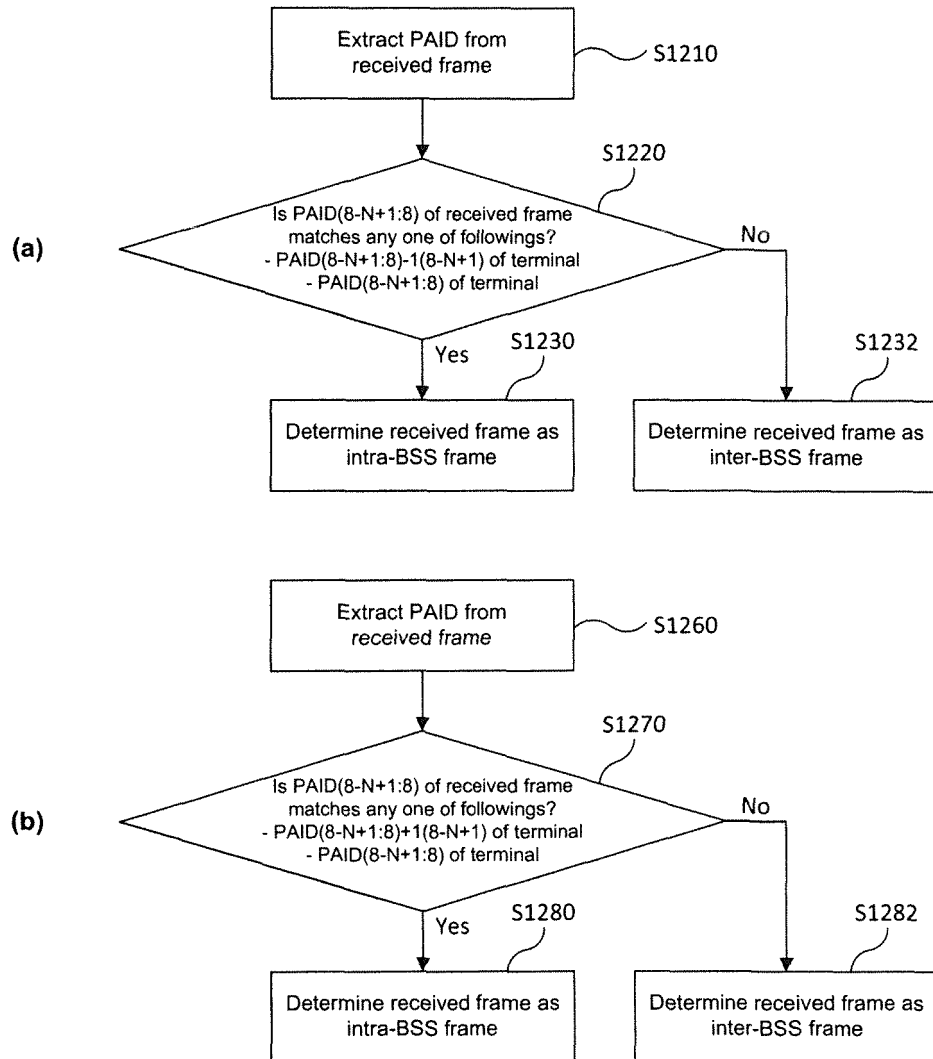 Extract PAID from
received frame
S1210
S1220
(a)
Is PAID(8-N+1:8) of received frame
matches any one of followings?
- PAID(8-N+1:8)-1(8-N+1) of terminal
- PAID(8-N+1:8) of terminal
No
Yes
S1230
S1232
Determine received frame as
intra-BSS frame
Determine received frame as
inter-BSS frame
Extract PAID from
received frame
S1260
S1270
(b)
Is PAID(8-N+1:8) of received frame
matches any one of followings?
- PAID(8-N+1:8)+1(8-N+1) of terminal
- PAID(8-N+1:8) of terminal
No
Yes
S1280
S1282
Determine received frame as
intra-BSS frame
Determine received frame as
inter-BSS frame